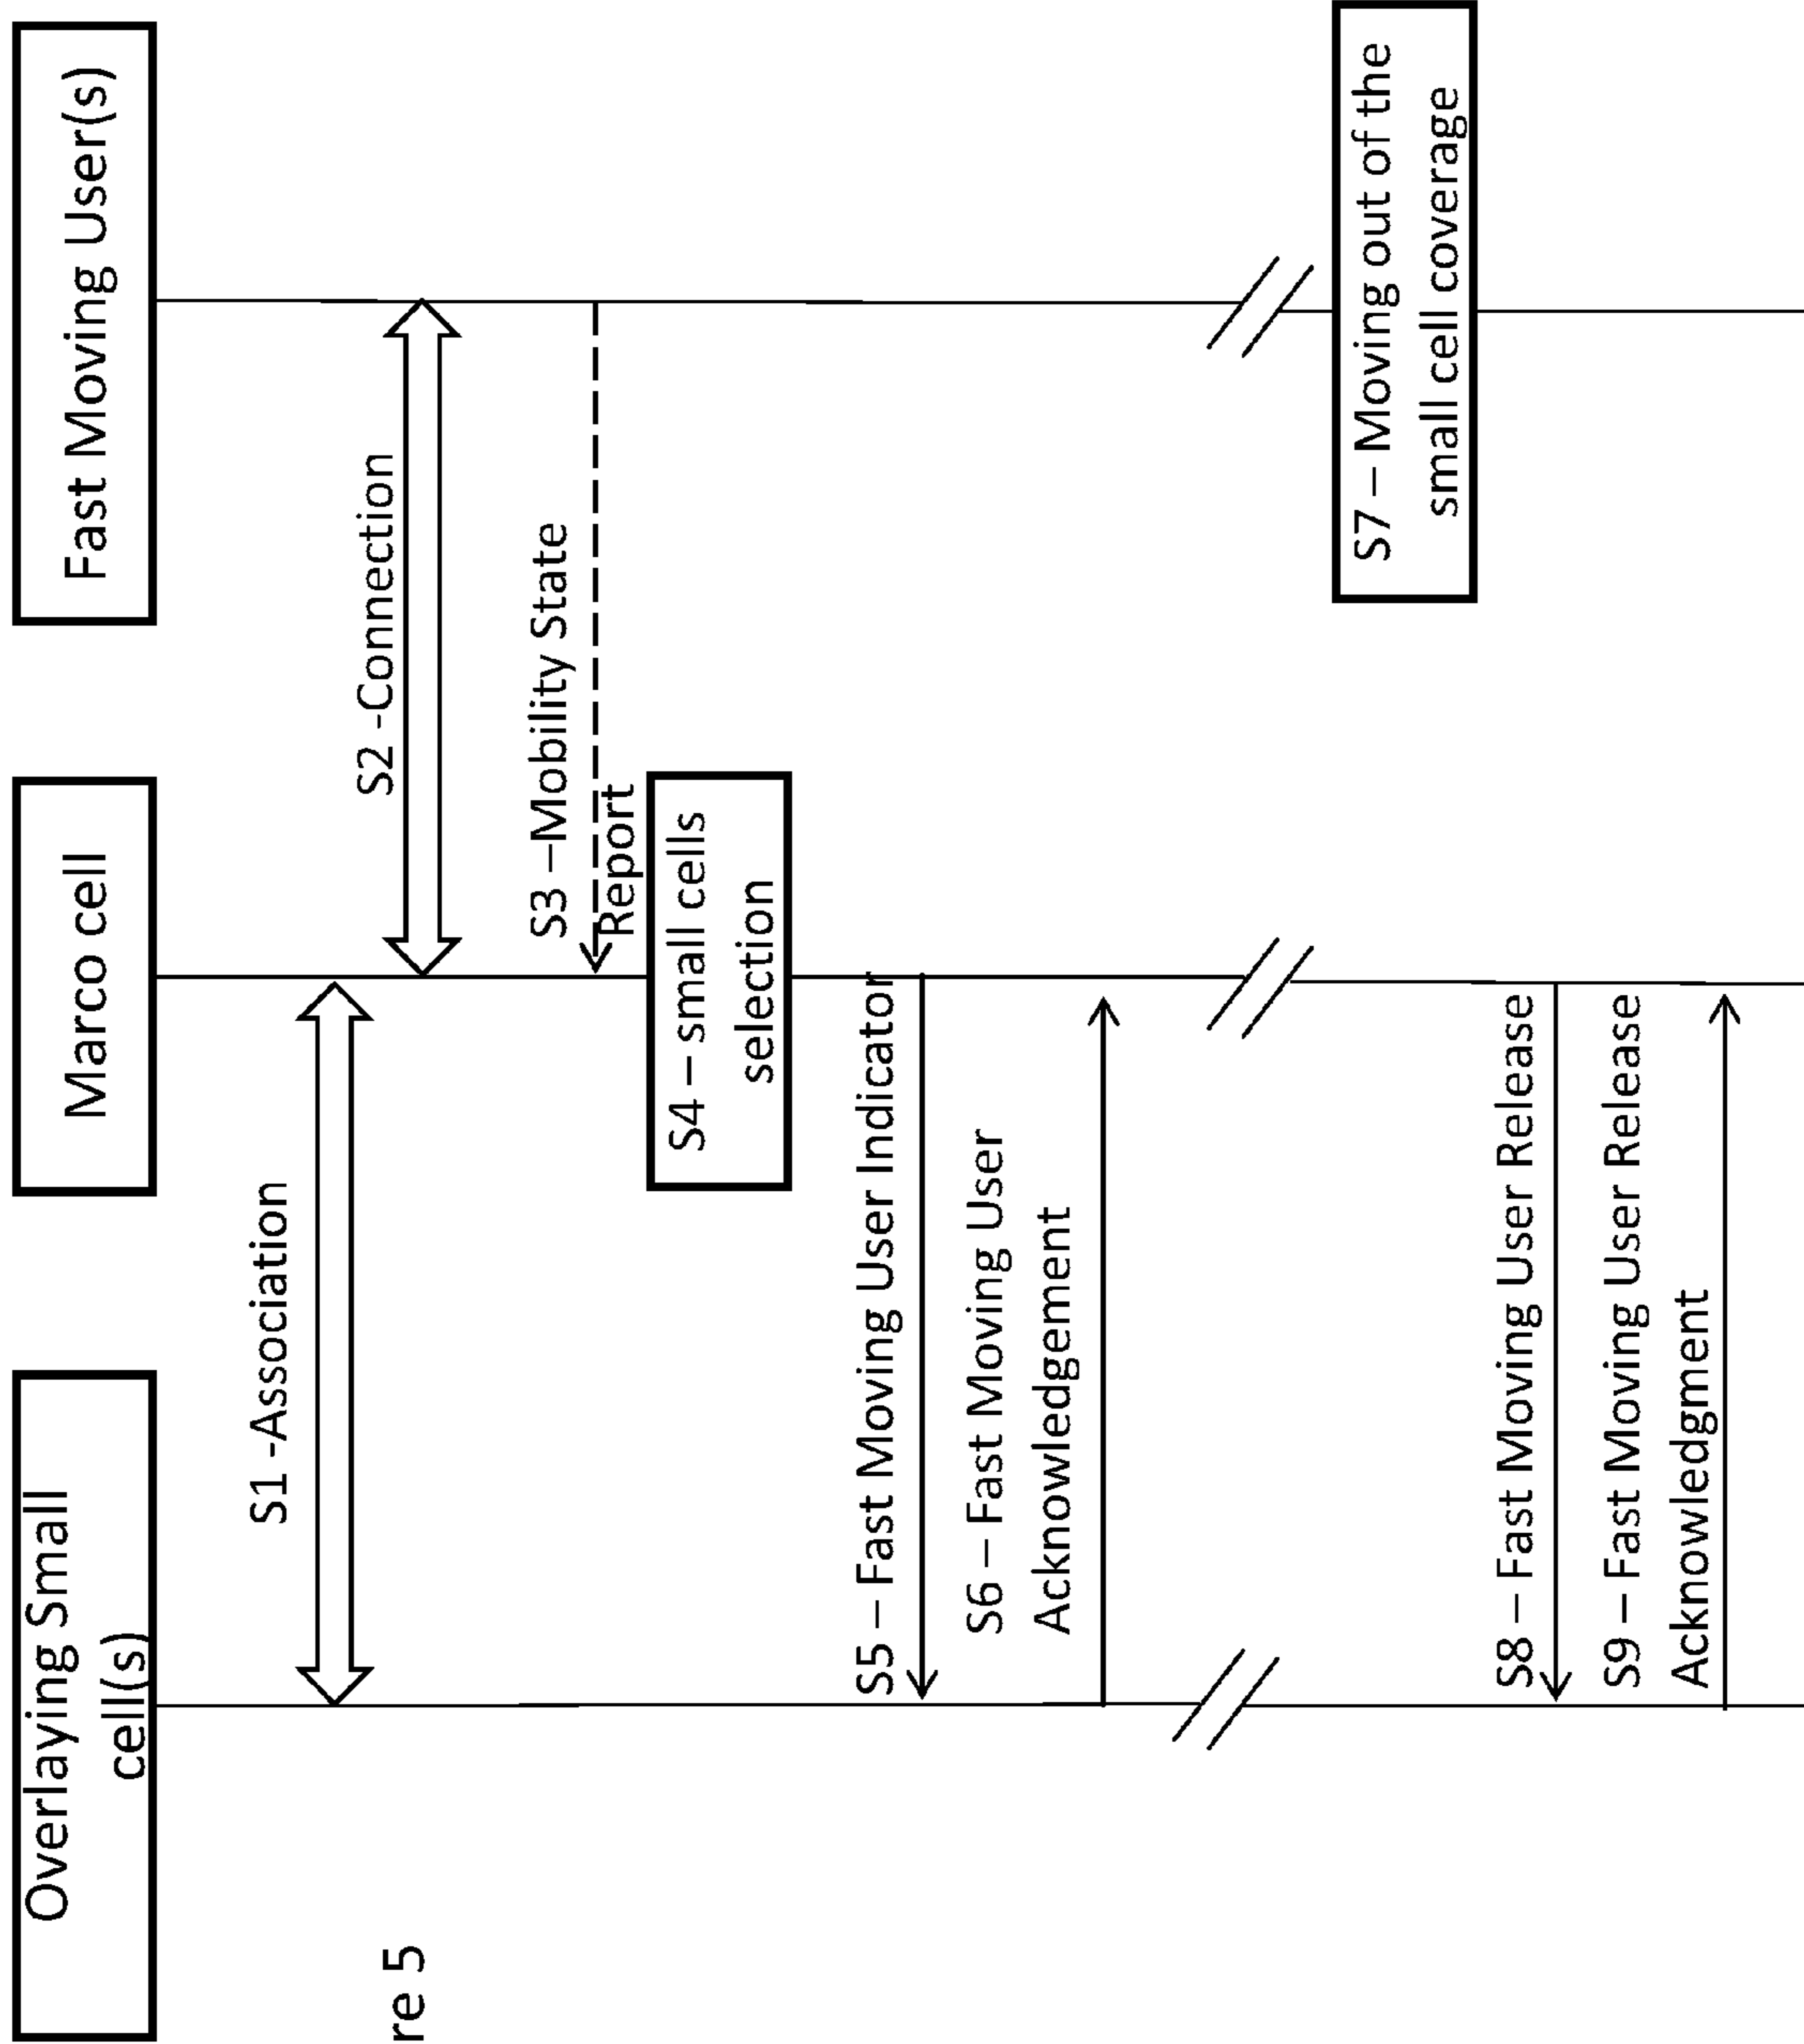 Overlaying Small
cell(s)
Marco cell
Fast Moving User(s)
S1 -Association
S2 -Connection
S3 –Mobility State
Report
S4 – small cells
selection
S5 – Fast Moving User Indicator
S6 – Fast Moving User
Acknowledgement
S7 – Moving out of the
small cell coverage
S8 – Fast Moving User Release
S9 – Fast Moving User Release
Acknowledgment
re 5